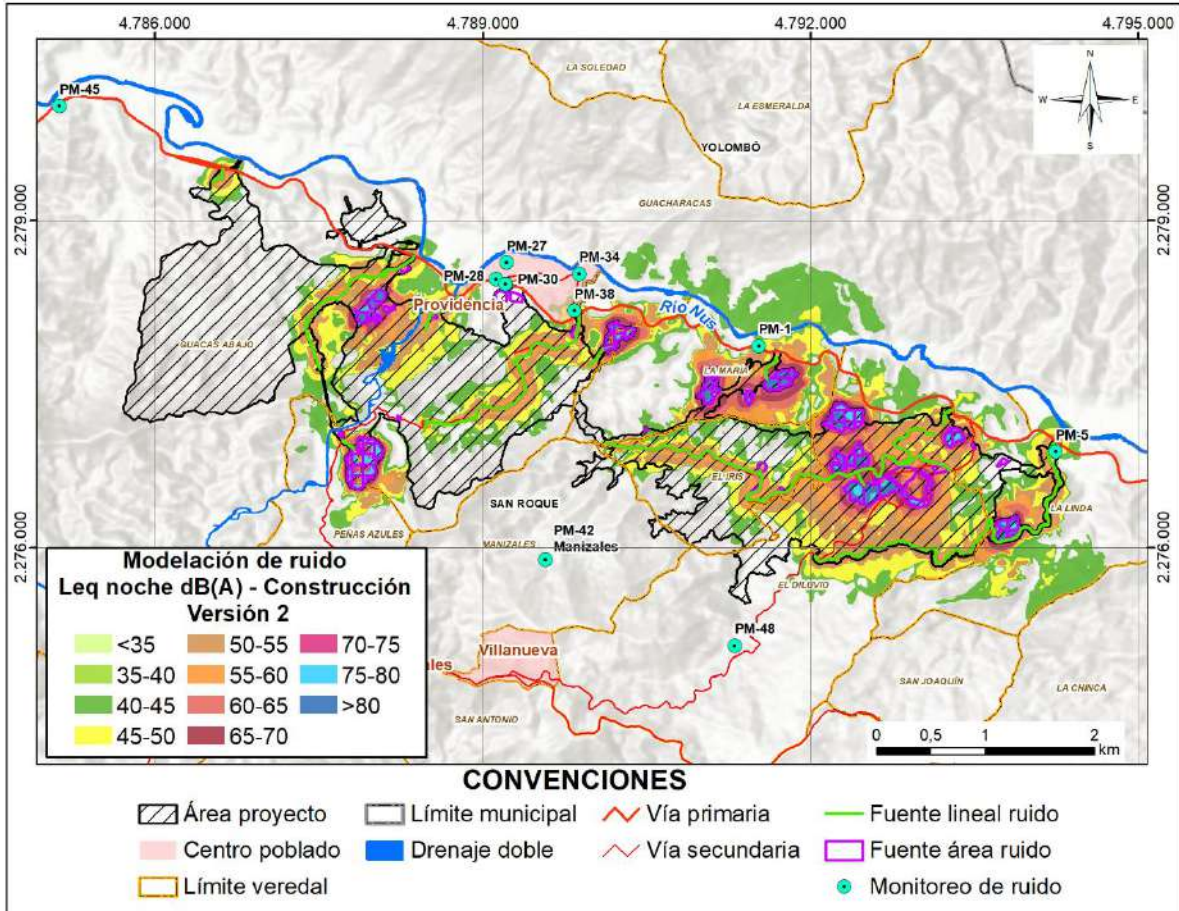 4.786.000 4.789.000 4.792.000 4.795.000
PM-45
LA SOLEDAD
LA ESMERALDA
N
W E
S
YOLOMBÓ
2.279.000 GUACHARACAS 2.279.000
PM-27
PM-34
PM-28
PM-30
PM-38
Providencia
Río Nus
PM-1
GUACAS ABAJO
LA MARIA
PM-5
EL IRIS
SAN ROQUE
LA LINDA
PEÑAS AZULES
PM-42
MANIZALES
Manizales
2.276.000 2.276.000
EL DILUVIO
PM-48
Villanueva
ales
SAN JOAQUÍN
LA CHINCA
SAN ANTONIO
Modelación de ruido
Leq noche dB(A) - Construcción
Versión 2
<35 50-55 70-75
35-40 55-60 75-80
40-45 60-65 >80
45-50 65-70
0 0,5 1 2
km
CONVENCIONES
Área proyecto Límite municipal Vía primaria Fuente lineal ruido
Centro poblado Drenaje doble Vía secundaria Fuente área ruido
Límite veredal Monitoreo de ruido